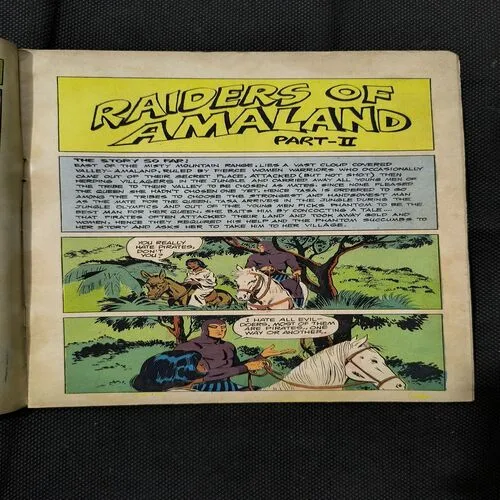 RAIDERS OF
AMALAND
PART-II
THE STORY SO FAR!
EAST OF THE MISTY MOUNTAIN RANGE, LIES A VAST CLOUD COVERED
VALLEY-AMALAND, RULED BY FIERCE WOMEN WARRIORS WHO OCCASIONALLY
CAME OUT OF THEIR SECRET PLACE, ATTACKED (BUT NOT SHOT) THEN
HERDING VILLAGERS IN THE JUNGLE AND CARRIED AWAY ALL YOUNG MEN OF
THE TRIBE TO THEIR VALLEY TO BE CHOSEN AS MATES. SINCE NONE PLEASED
THE QUEEN SHE HADN'T CHOSEN ONE YET. HENCE TASA IS ORDERED TO GO
AMONG THE TRIBES TO CHOOSE THE STRONGEST AND HANDSOMEST MAN
AS THE MATE FOR THE QUEEN. TASA ARRIVES IN THE JUNGLE DURING THE
JUNGLE OLYMPICS AND OUT OF THE YOUNG MEN PICKS PHANTOM TO BE THE
BEST MAN FOR HER QUEEN. SHE BAITS HIM BY CONCOCTING A TALE...
THAT PIRATES OFTEN ATTACKED THEIR LAND AND TOOK AWAY GOLD AND
WOMEN. HENCE THEY REQUIRED HIS HELP AND THE PHANTOM SUCCUMBS TO
HER STORY AND ASKS HER TO TAKE HIM TO HER VILLAGE.
YOU REALLY
HATE PIRATES,
DON'T
YOU?
I HATE ALL EVIL-
DOERS, MOST OF THEM
ARE PIRATES.. ONE
WAY OR ANOTHER.